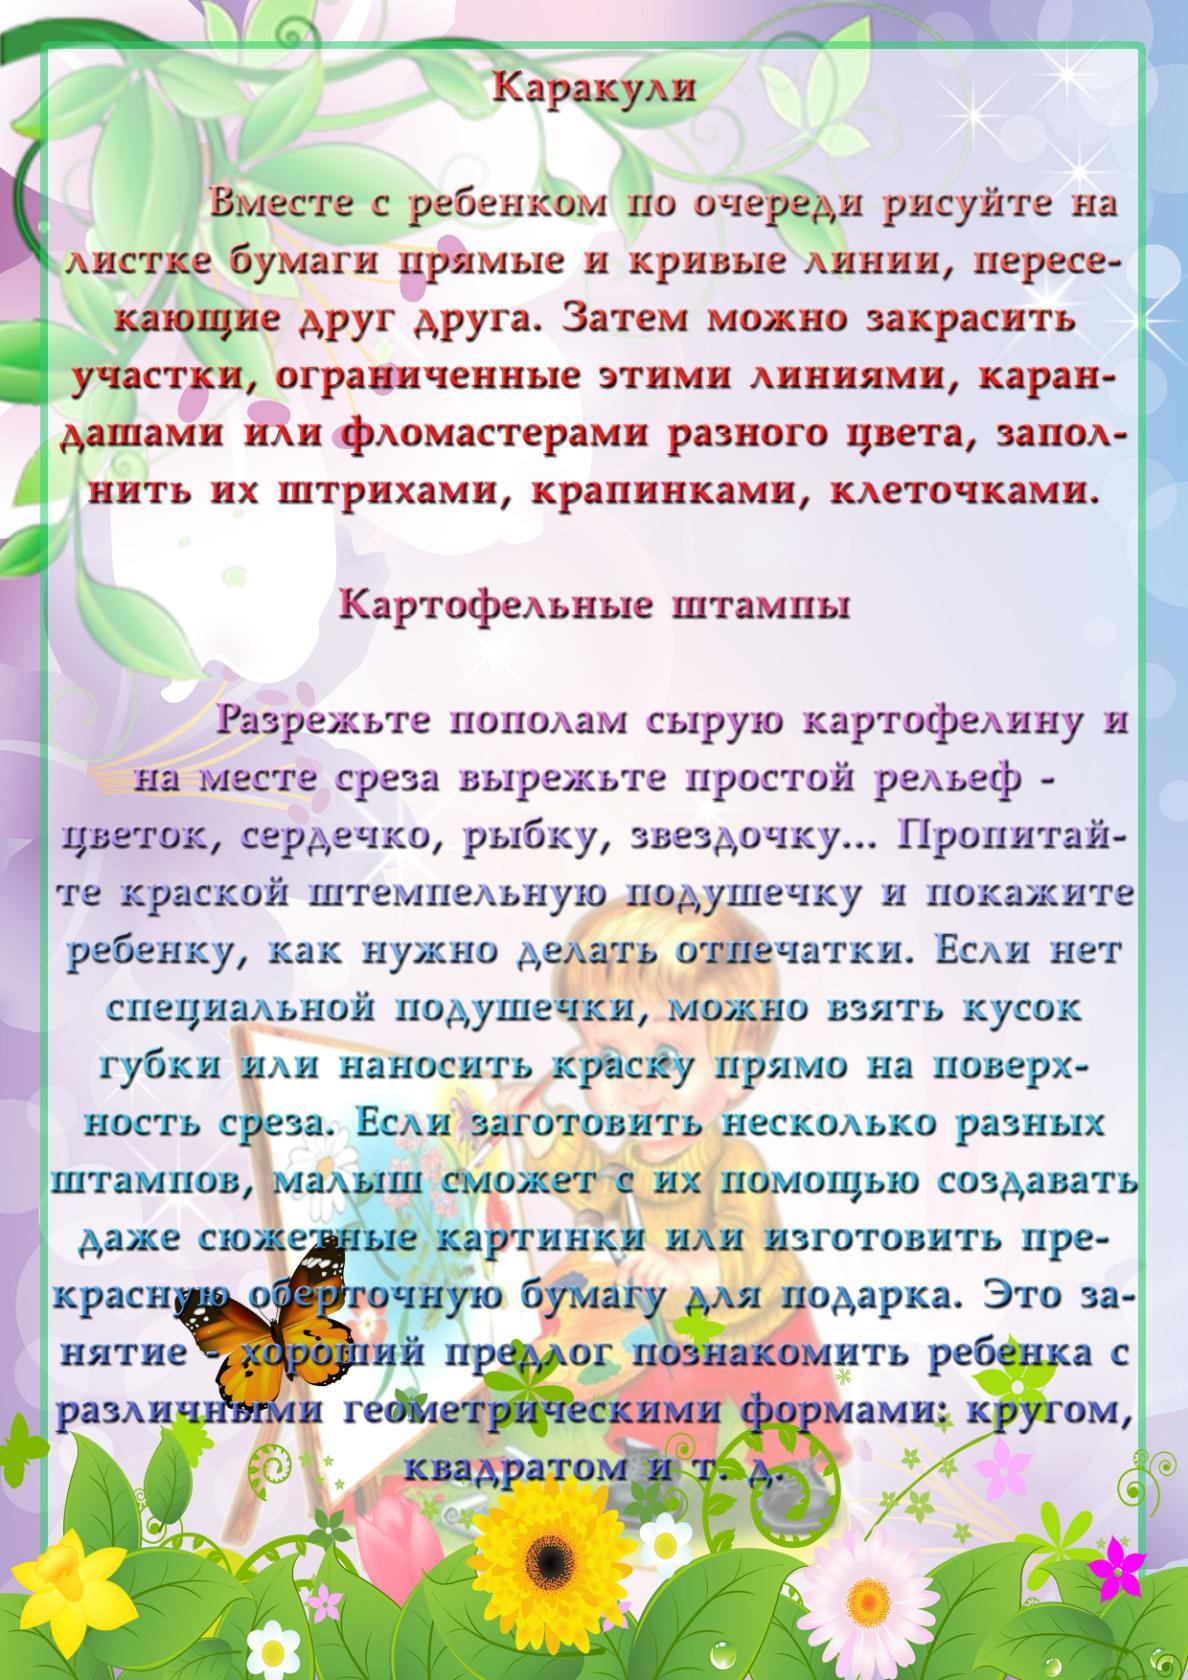 Каракули
Вместе с ребенком по очереди рисуйте на
листке бумаги прямые и кривые линии, пересе-
кающие друг друга. Затем можно закрасить
участки, ограниченные этими линиями, каран-
дашами или фломастерами разного цвета, запол-
нить их штрихами, крапинками, клеточками.
Картофельные штампы
Разрежьте пополам сырую картофелину и
на месте среза вырежьте простой рельеф -
цветок, сердечко, рыбку, звездочку... Пропитай-
те краской штемпельную подушечку и покажите
ребенку, как нужно делать отпечатки. Если нет
специальной подушечки, можно взять кусок
губки или наносить краску прямо на поверх-
ность среза. Если заготовить несколько разных
штампов, малыш сможет с их помощью создавать
даже сюжетные картинки или изготовить пре-
красную оберточную бумагу для подарка. Это за-
нятие - хороший предлог познакомить ребенка с
различными геометрическими формами: кругом,
квадратом и т. д.